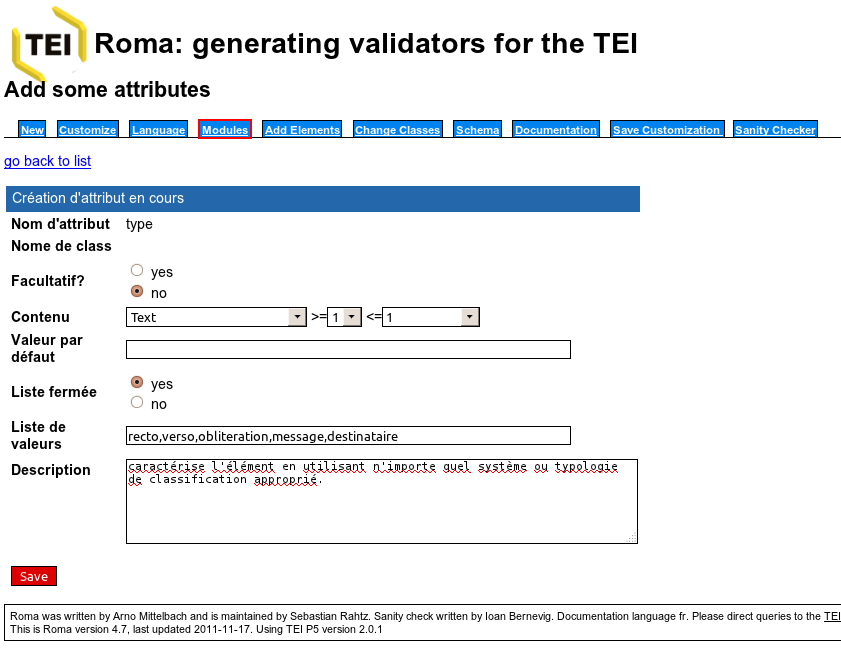 TEI Roma: generating validators for the TEI
Add some attributes
New Customize Language Modules Add Elements Change Classes Schema Documentation Save Customization Sanity Checker
go back to list
Création d'attribut en cours
Nom d'attribut type
Nome de class
Facultatif? yes
no
Contenu Text >= 1 <= 1
Valeur par
défaut
Liste fermée yes
no
Liste de
valeurs recto,verso,obliteration,message,destinataire
Description caractérise l'élément en utilisant n'importe quel système ou typologie
de classification approprié.
Save
Roma was written by Arno Mittelbach and is maintained by Sebastian Rahtz. Sanity check written by Ioan Bernevig. Documentation language fr. Please direct queries to the TEI
This is Roma version 4.7, last updated 2011-11-17. Using TEI P5 version 2.0.1